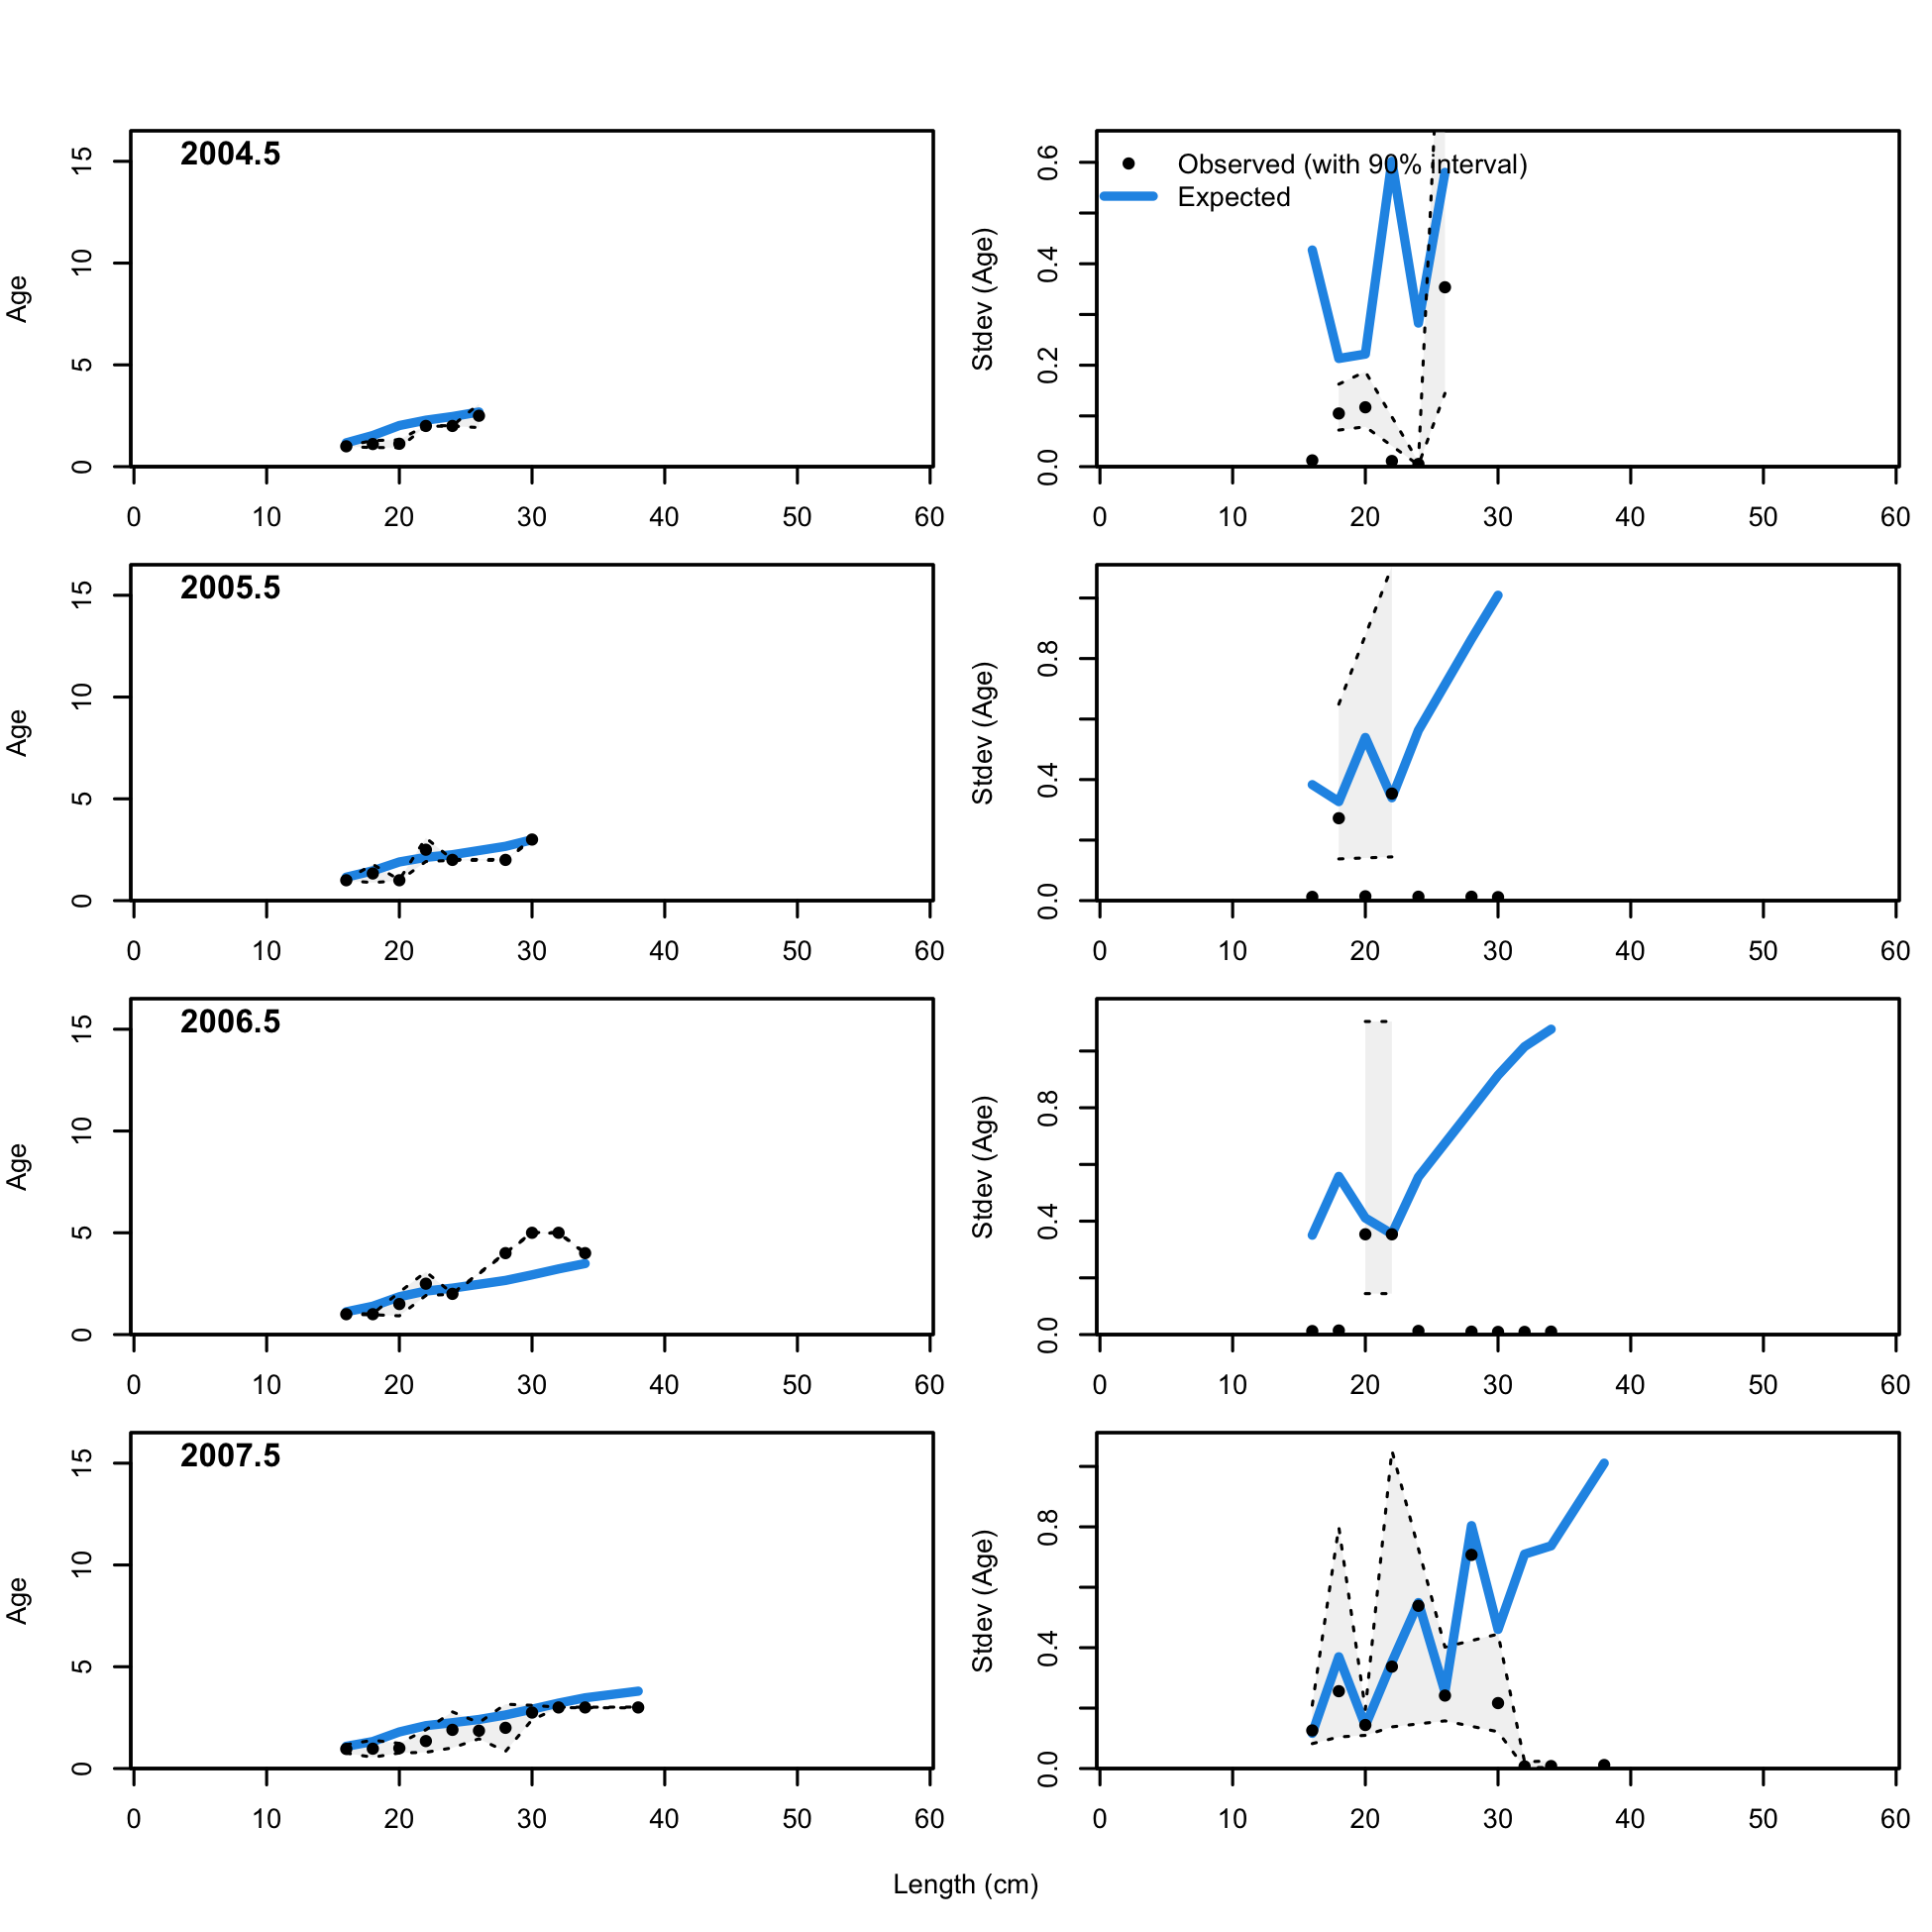 2004.5
Age
0 5 10 15
0 10 20 30 40 50 60
Observed (with 90% interval)
Expected
Stdev (Age)
0.0 0.2 0.4 0.6
0 10 20 30 40 50 60
2005.5
Age
0 5 10 15
0 10 20 30 40 50 60
Stdev (Age)
0.0 0.4 0.8
0 10 20 30 40 50 60
2006.5
Age
0 5 10 15
0 10 20 30 40 50 60
Stdev (Age)
0.0 0.4 0.8
0 10 20 30 40 50 60
2007.5
Age
0 5 10 15
0 10 20 30 40 50 60
Stdev (Age)
0.0 0.4 0.8
0 10 20 30 40 50 60
Length (cm)